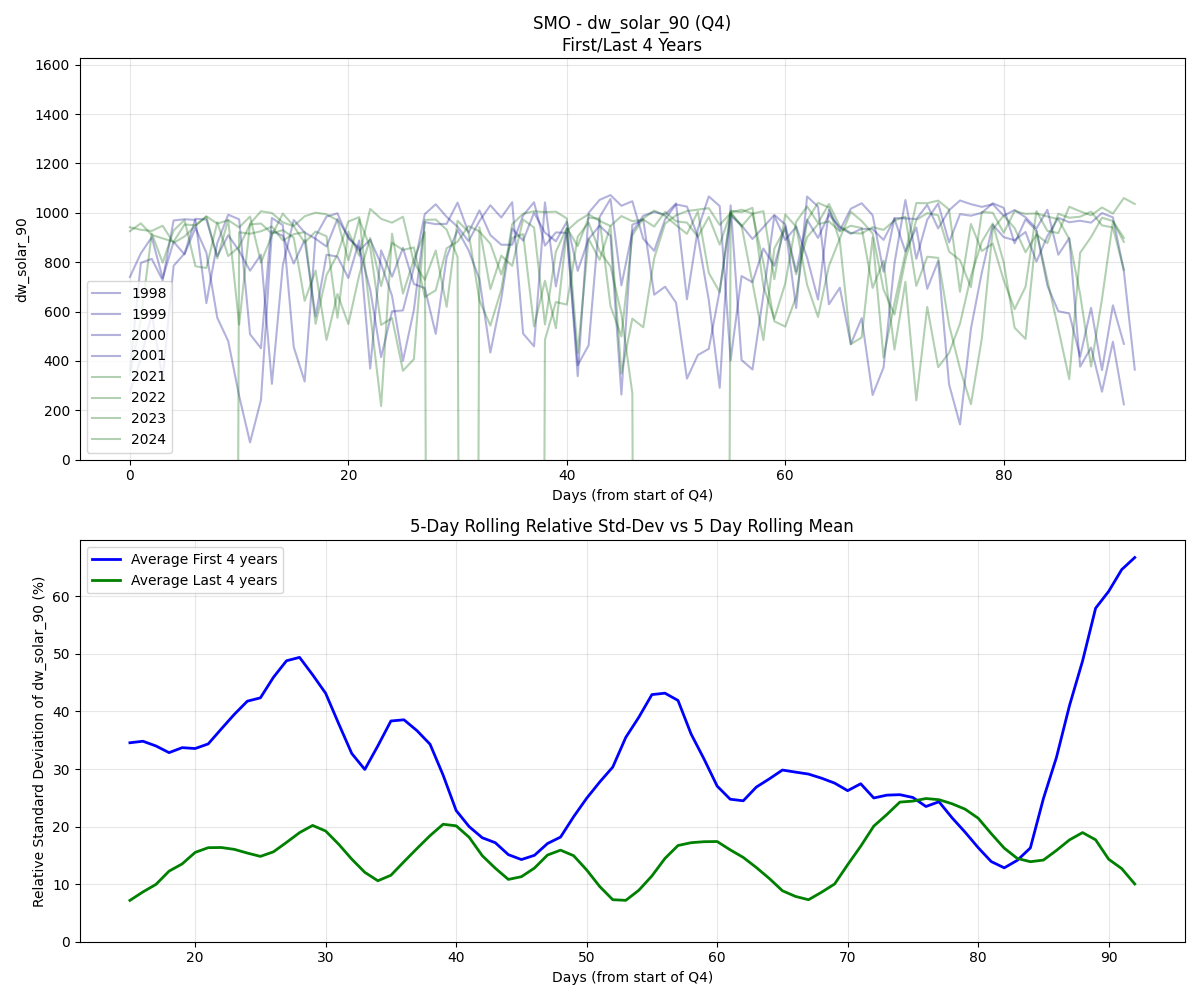 SMO - dw_solar_90 (Q4)
First/Last 4 Years
dw_solar_90
1600
1400
1200
1000
800
600
400
200
0
1998
1999
2000
2001
2021
2022
2023
2024
0 20 40 60 80
Days (from start of Q4)
5-Day Rolling Relative Std-Dev vs 5 Day Rolling Mean
Relative Standard Deviation of dw_solar_90 (%)
Average First 4 years
Average Last 4 years
60
50
40
30
20
10
0
20 30 40 50 60 70 80 90
Days (from start of Q4)